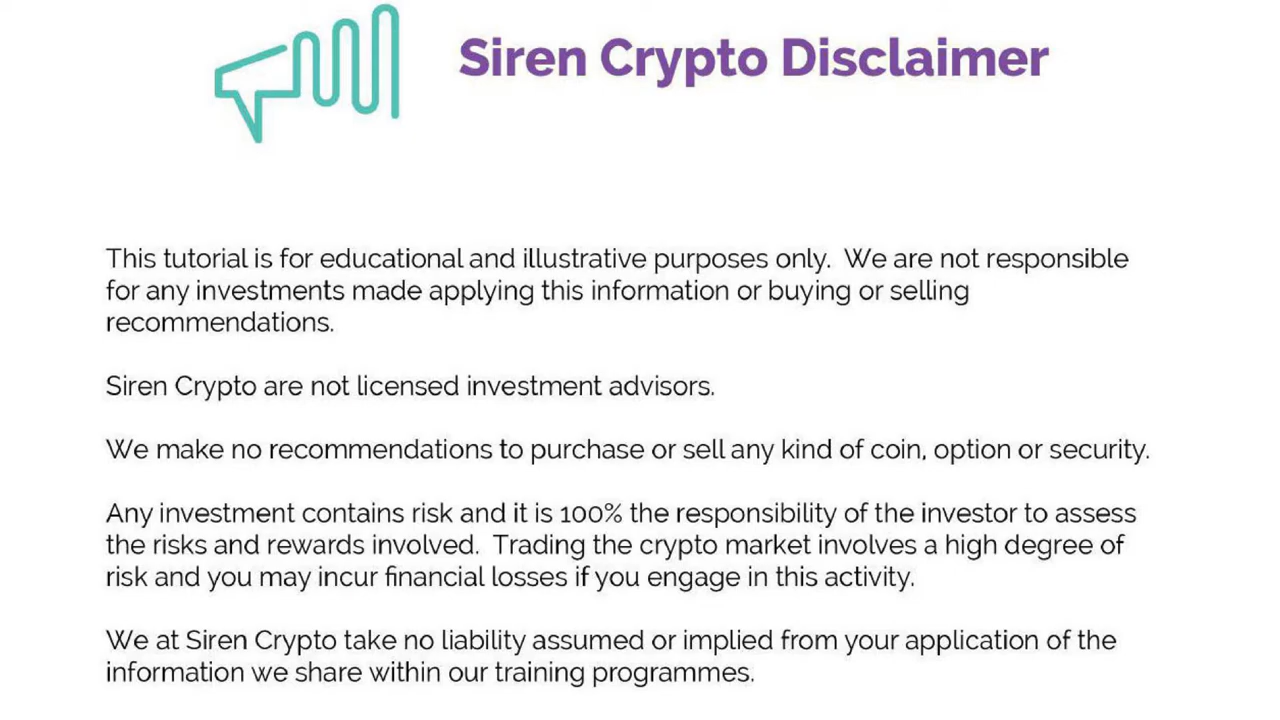 Siren Crypto Disclaimer
This tutorial is for educational and illustrative purposes only.  We are not responsible
for any investments made applying this information or buying or selling
recommendations.
Siren Crypto are not licensed investment advisors.
We make no recommendations to purchase or sell any kind of coin, option or security.
Any investment contains risk and it is 100% the responsibility of the investor to assess
the risks and rewards involved.  Trading the crypto market involves a high degree of
risk and you may incur financial losses if you engage in this activity.
We at Siren Crypto take no liability assumed or implied from your application of the
information we share within our training programmes.